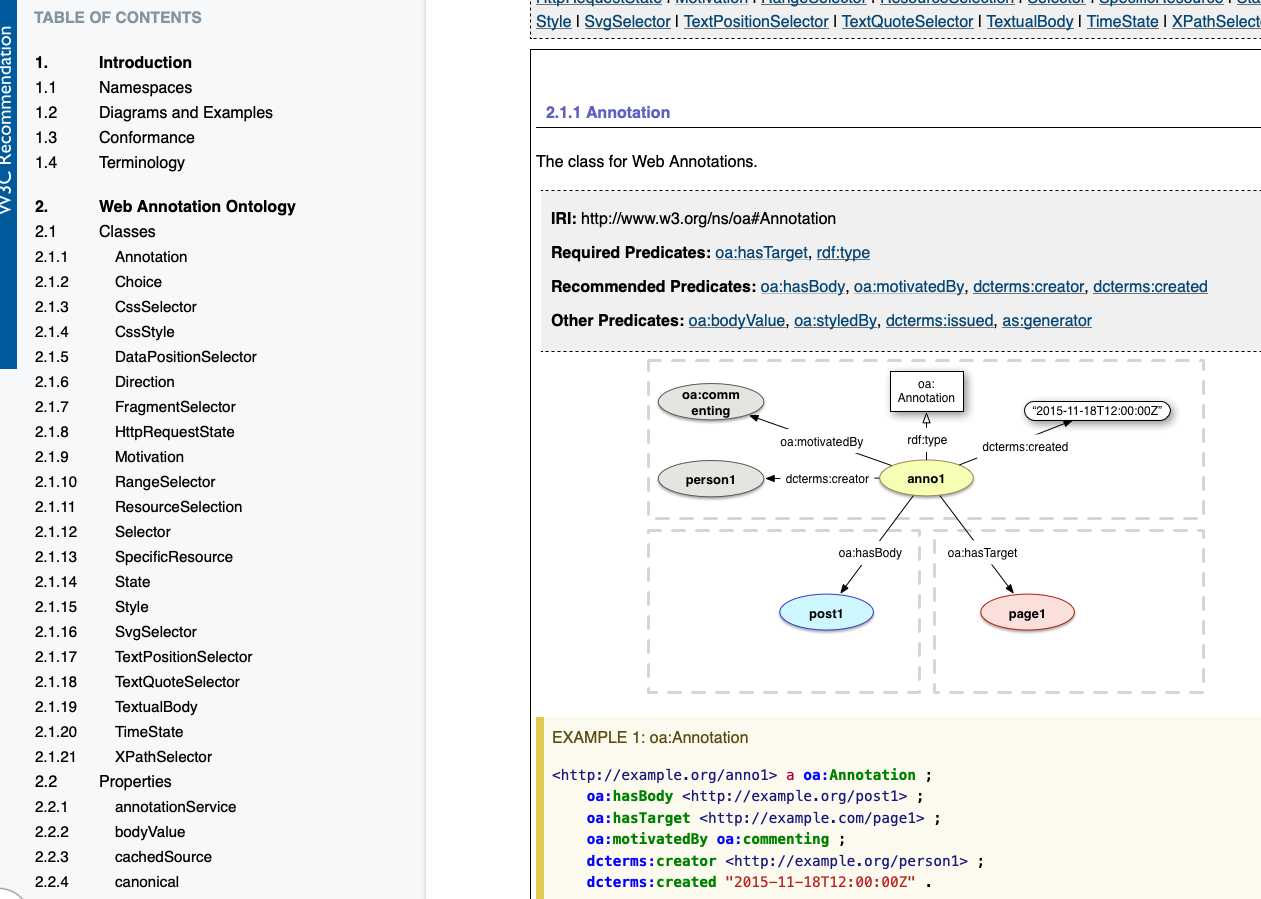 W3C Recommendation
TABLE OF CONTENTS
1. Introduction
1.1 Namespaces
1.2 Diagrams and Examples
1.3 Conformance
1.4 Terminology
2. Web Annotation Ontology
2.1 Classes
2.1.1 Annotation
2.1.2 Choice
2.1.3 CssSelector
2.1.4 CssStyle
2.1.5 DataPositionSelector
2.1.6 Direction
2.1.7 FragmentSelector
2.1.8 HttpRequestState
2.1.9 Motivation
2.1.10 RangeSelector
2.1.11 ResourceSelection
2.1.12 Selector
2.1.13 SpecificResource
2.1.14 State
2.1.15 Style
2.1.16 SvgSelector
2.1.17 TextPositionSelector
2.1.18 TextQuoteSelector
2.1.19 TextualBody
2.1.20 TimeState
2.1.21 XPathSelector
2.2 Properties
2.2.1 annotationService
2.2.2 bodyValue
2.2.3 cachedSource
2.2.4 canonical
HttpRequestState | Motivation | RangeSelector | ResourceSelection | Selector | SpecificResource |
Style | SvgSelector | TextPositionSelector | TextQuoteSelector | TextualBody | TimeState | XPathSelect
2.1.1 Annotation
The class for Web Annotations.
IRI: http://www.w3.org/ns/oa#Annotation
Required Predicates: oa:hasTarget, rdf:type
Recommended Predicates: oa:hasBody, oa:motivatedBy, dcterms:creator, dcterms:created
Other Predicates: oa:bodyValue, oa:styledBy, dcterms:issued, as:generator
oa:comm
enting
oa:
Annotation
“2015-11-18T12:00:00Z”
oa:motivatedBy
rdf:type
dcterms:created
person1
dcterms:creator
anno1
oa:hasBody
oa:hasTarget
post1
page1
EXAMPLE 1: oa:Annotation
<http://example.org/anno1> a oa:Annotation ;
oa:hasBody <http://example.org/post1> ;
oa:hasTarget <http://example.com/page1> ;
oa:motivatedBy oa:commenting ;
dcterms:creator <http://example.org/person1> ;
dcterms:created "2015-11-18T12:00:00Z" .